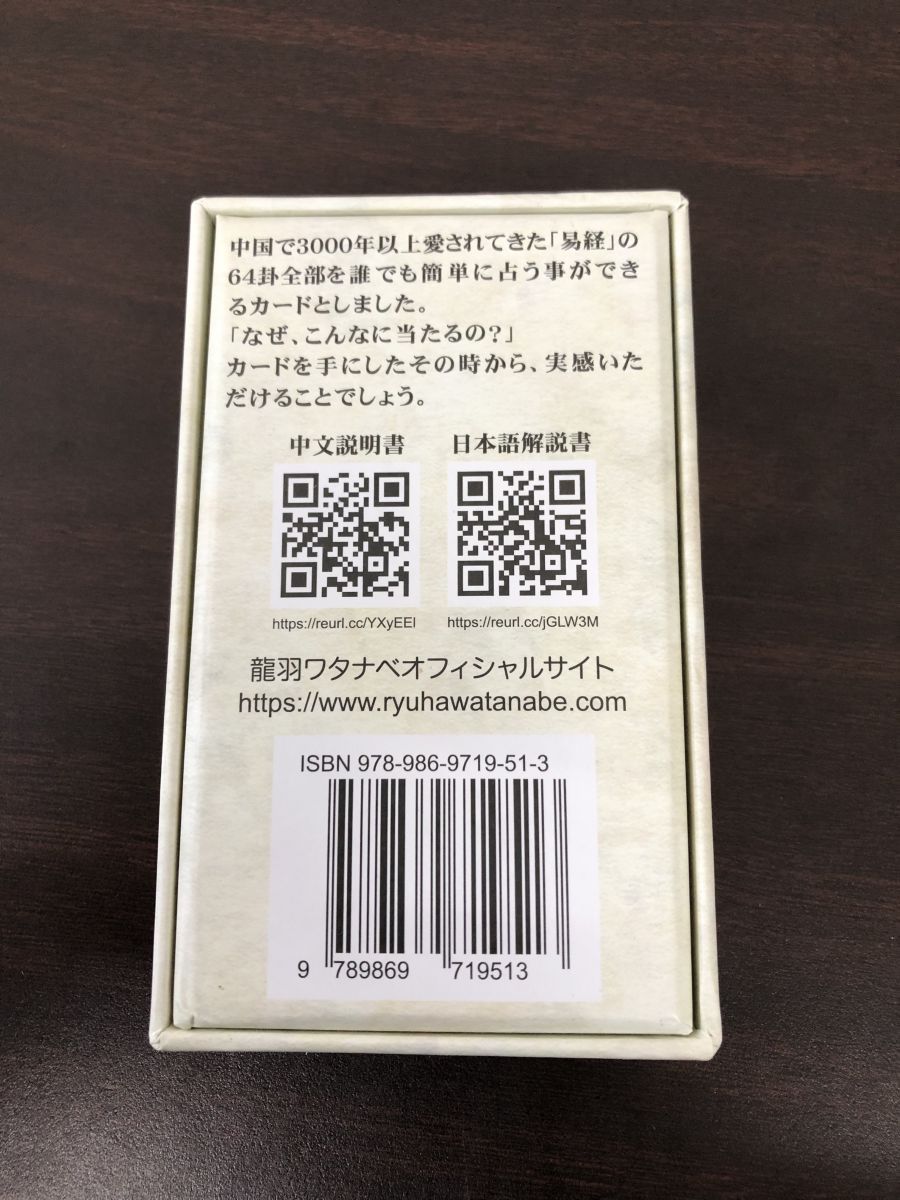 中国で3000年以上愛されてきた「易経」の
64卦全部を誰でも簡単に占う事ができ
るカードとしました。
「なぜ、こんなに当たるの？」
カードを手にしたその時から、実感いた
だけることでしょう。
中文説明書 日本語解説書
https://reurl.cc/YXyEEl https://reurl.cc/jGLW3M
龍羽ワタナベオフィシャルサイト
https://www.ryuhawatanabe.com
ISBN 978-986-9719-51-3
9 789869 719513